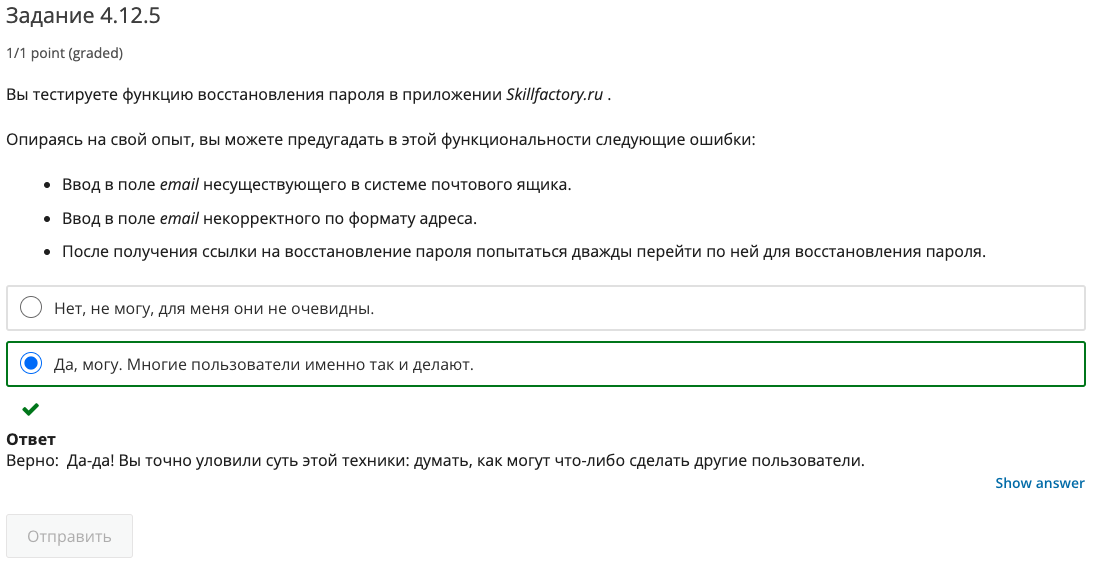 Задание 4.12.5
1/1 point (graded)
Вы тестируете функцию восстановления пароля в приложении Skillfactory.ru .
Опираясь на свой опыт, вы можете предугадать в этой функциональности следующие ошибки:
• Ввод в поле email несуществующего в системе почтового ящика.
• Ввод в поле email некорректного по формату адреса.
• После получения ссылки на восстановление пароля попытаться дважды перейти по ней для восстановления пароля.
Нет, не могу, для меня они не очевидны.
Да, могу. Многие пользователи именно так и делают.
Ответ
Верно: Да-да! Вы точно уловили суть этой техники: думать, как могут что-либо сделать другие пользователи.
Show answer
Отправить